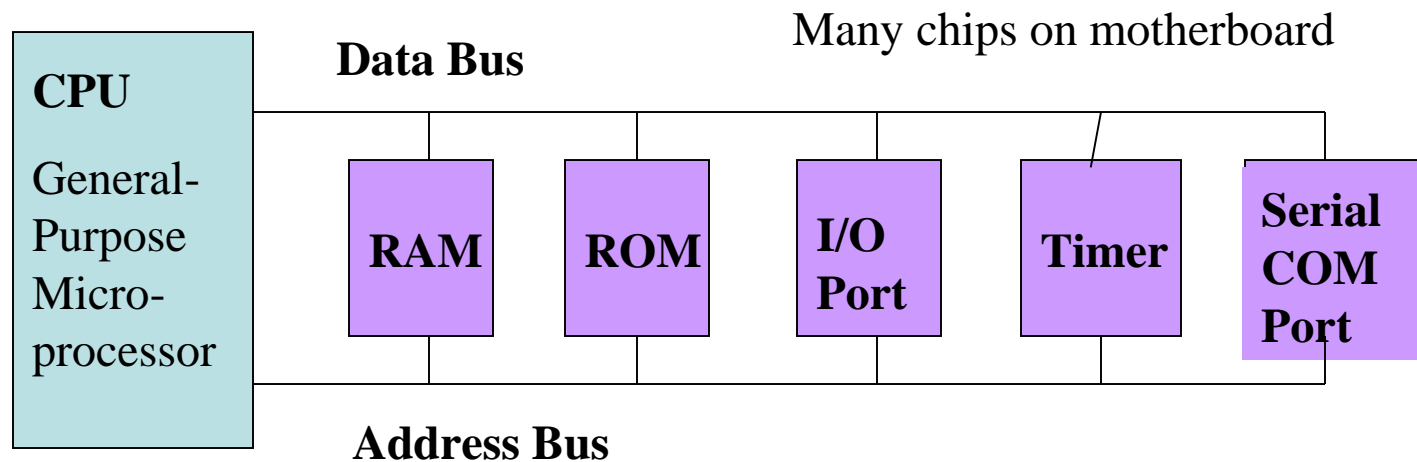 Many chips on motherboard
Data Bus
CPU
General-
Purpose
Micro-
processor
RAM
ROM
I/O
Port
Timer
Serial
COM
Port
Address Bus